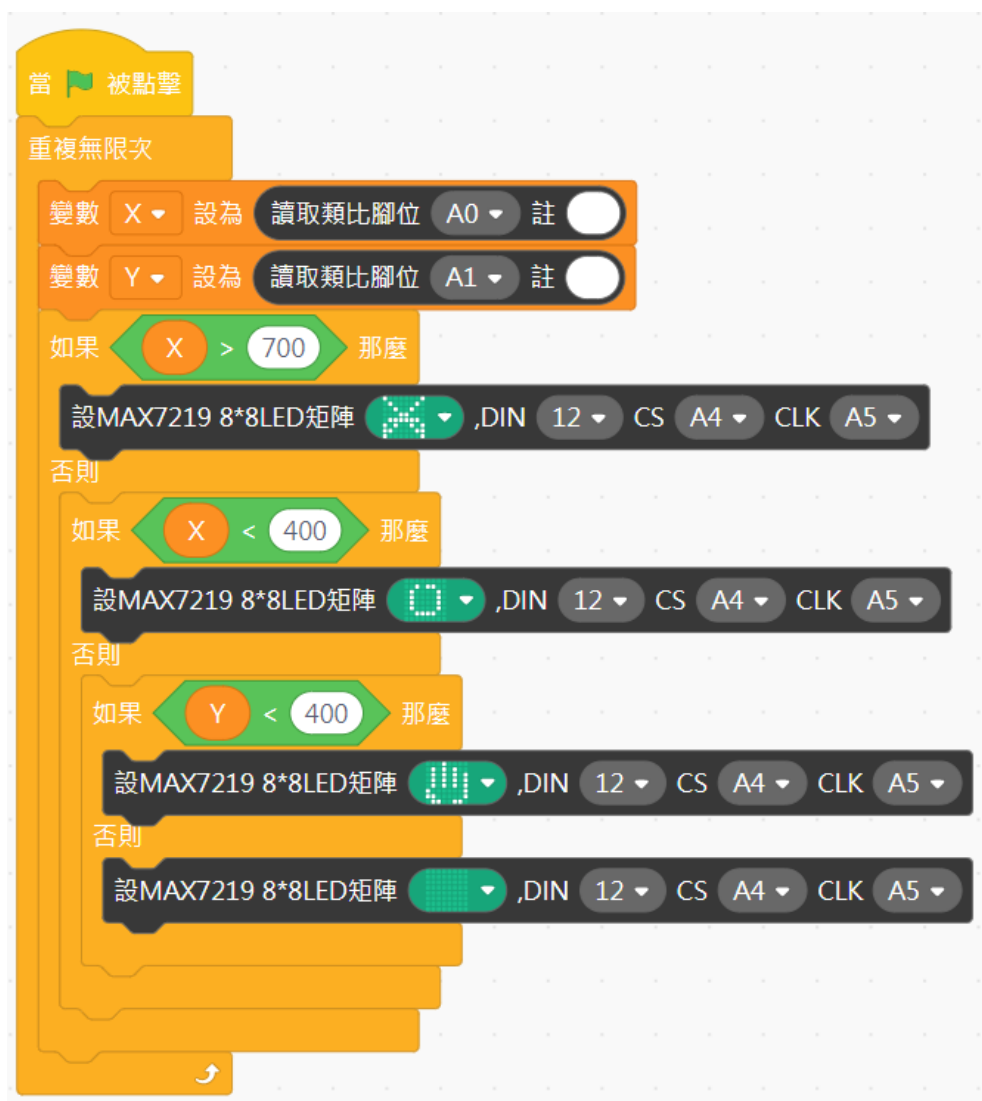 當 被點擊
重複無限次
變數 X 設為 讀取類比腳位 A0 註
變數 Y 設為 讀取類比腳位 A1 註
如果 X > 700 那麼
設MAX7219 8*8LED矩陣 ,DIN 12 CS A4 CLK A5
否則
如果 X < 400 那麼
設MAX7219 8*8LED矩陣 ,DIN 12 CS A4 CLK A5
否則
如果 Y < 400 那麼
設MAX7219 8*8LED矩陣 ,DIN 12 CS A4 CLK A5
否則
設MAX7219 8*8LED矩陣 ,DIN 12 CS A4 CLK A5